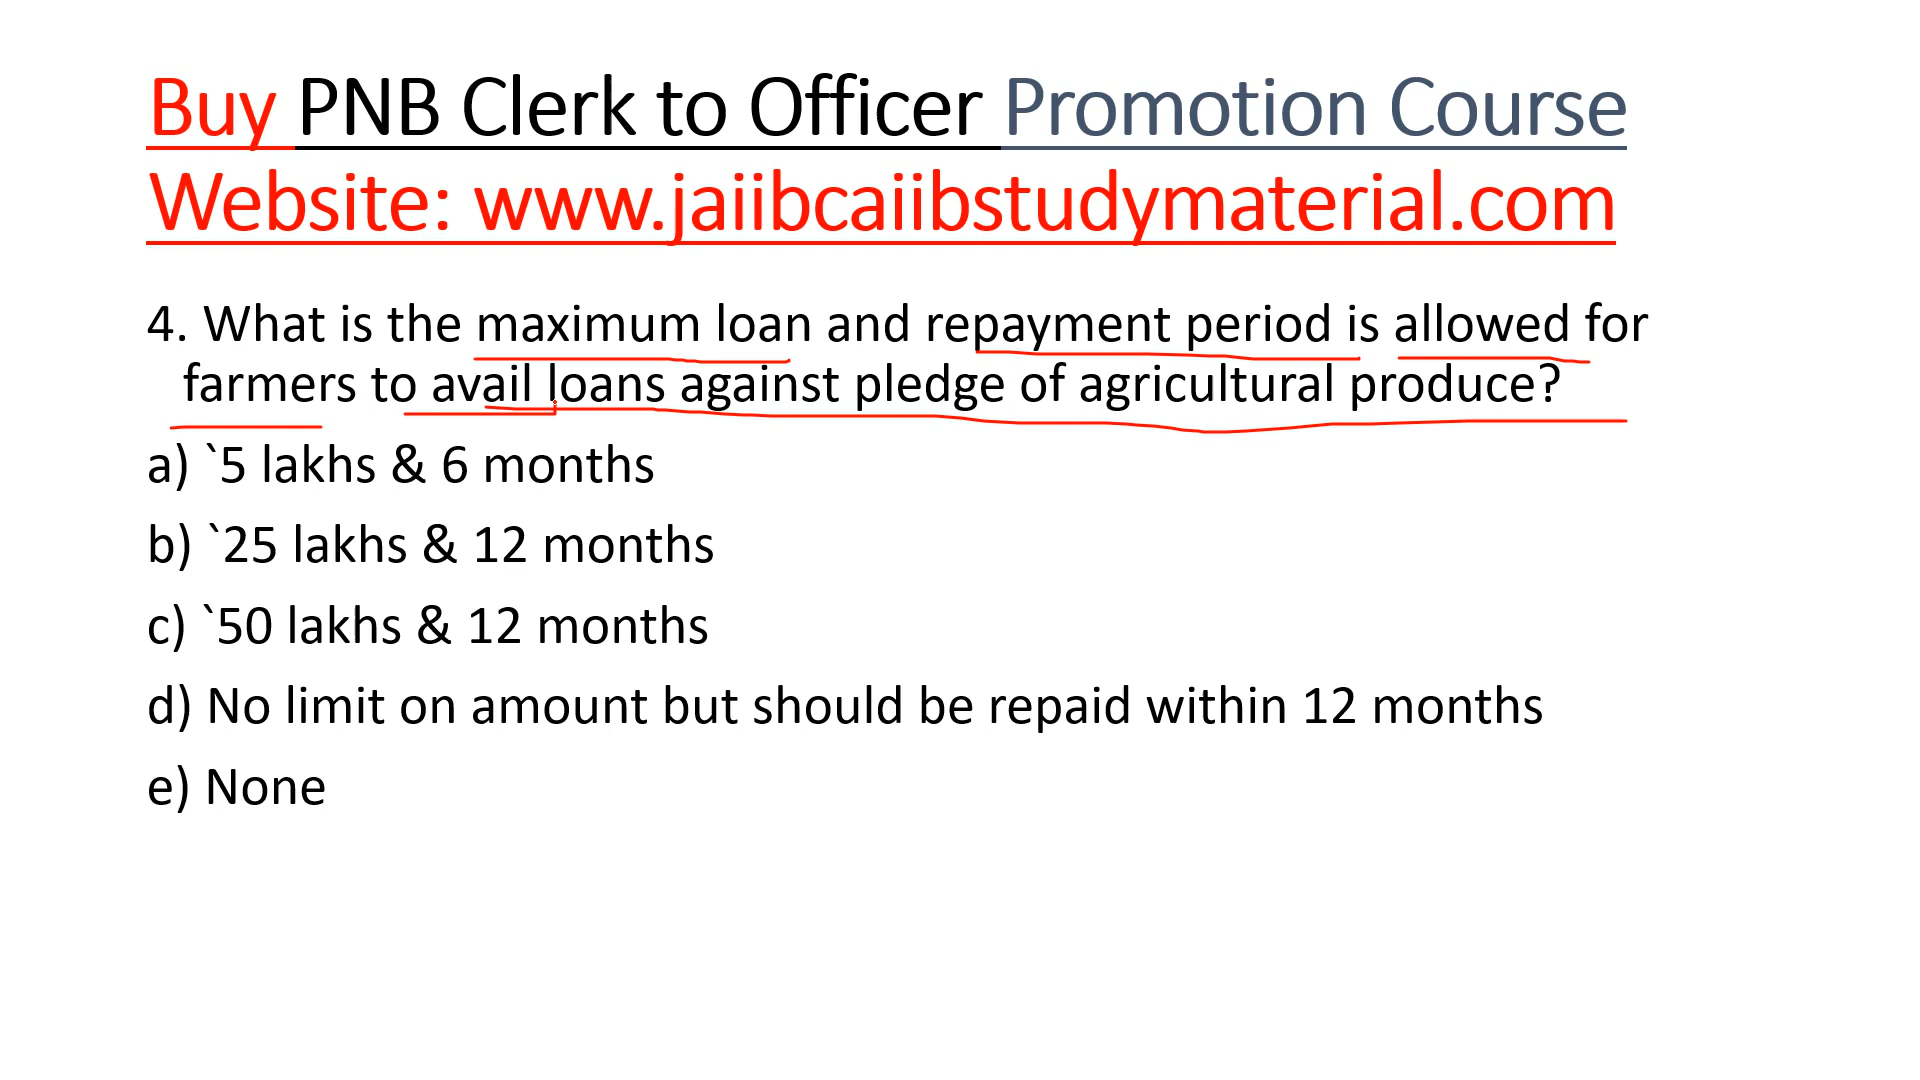 Buy PNB Clerk to Officer Promotion Course
Website: www.jaiibcaiibstudymaterial.com
4. What is the maximum loan and repayment period is allowed for
farmers to avail loans against pledge of agricultural produce?
a) `5 lakhs & 6 months
b) `25 lakhs & 12 months
c) `50 lakhs & 12 months
d) No limit on amount but should be repaid within 12 months
e) None